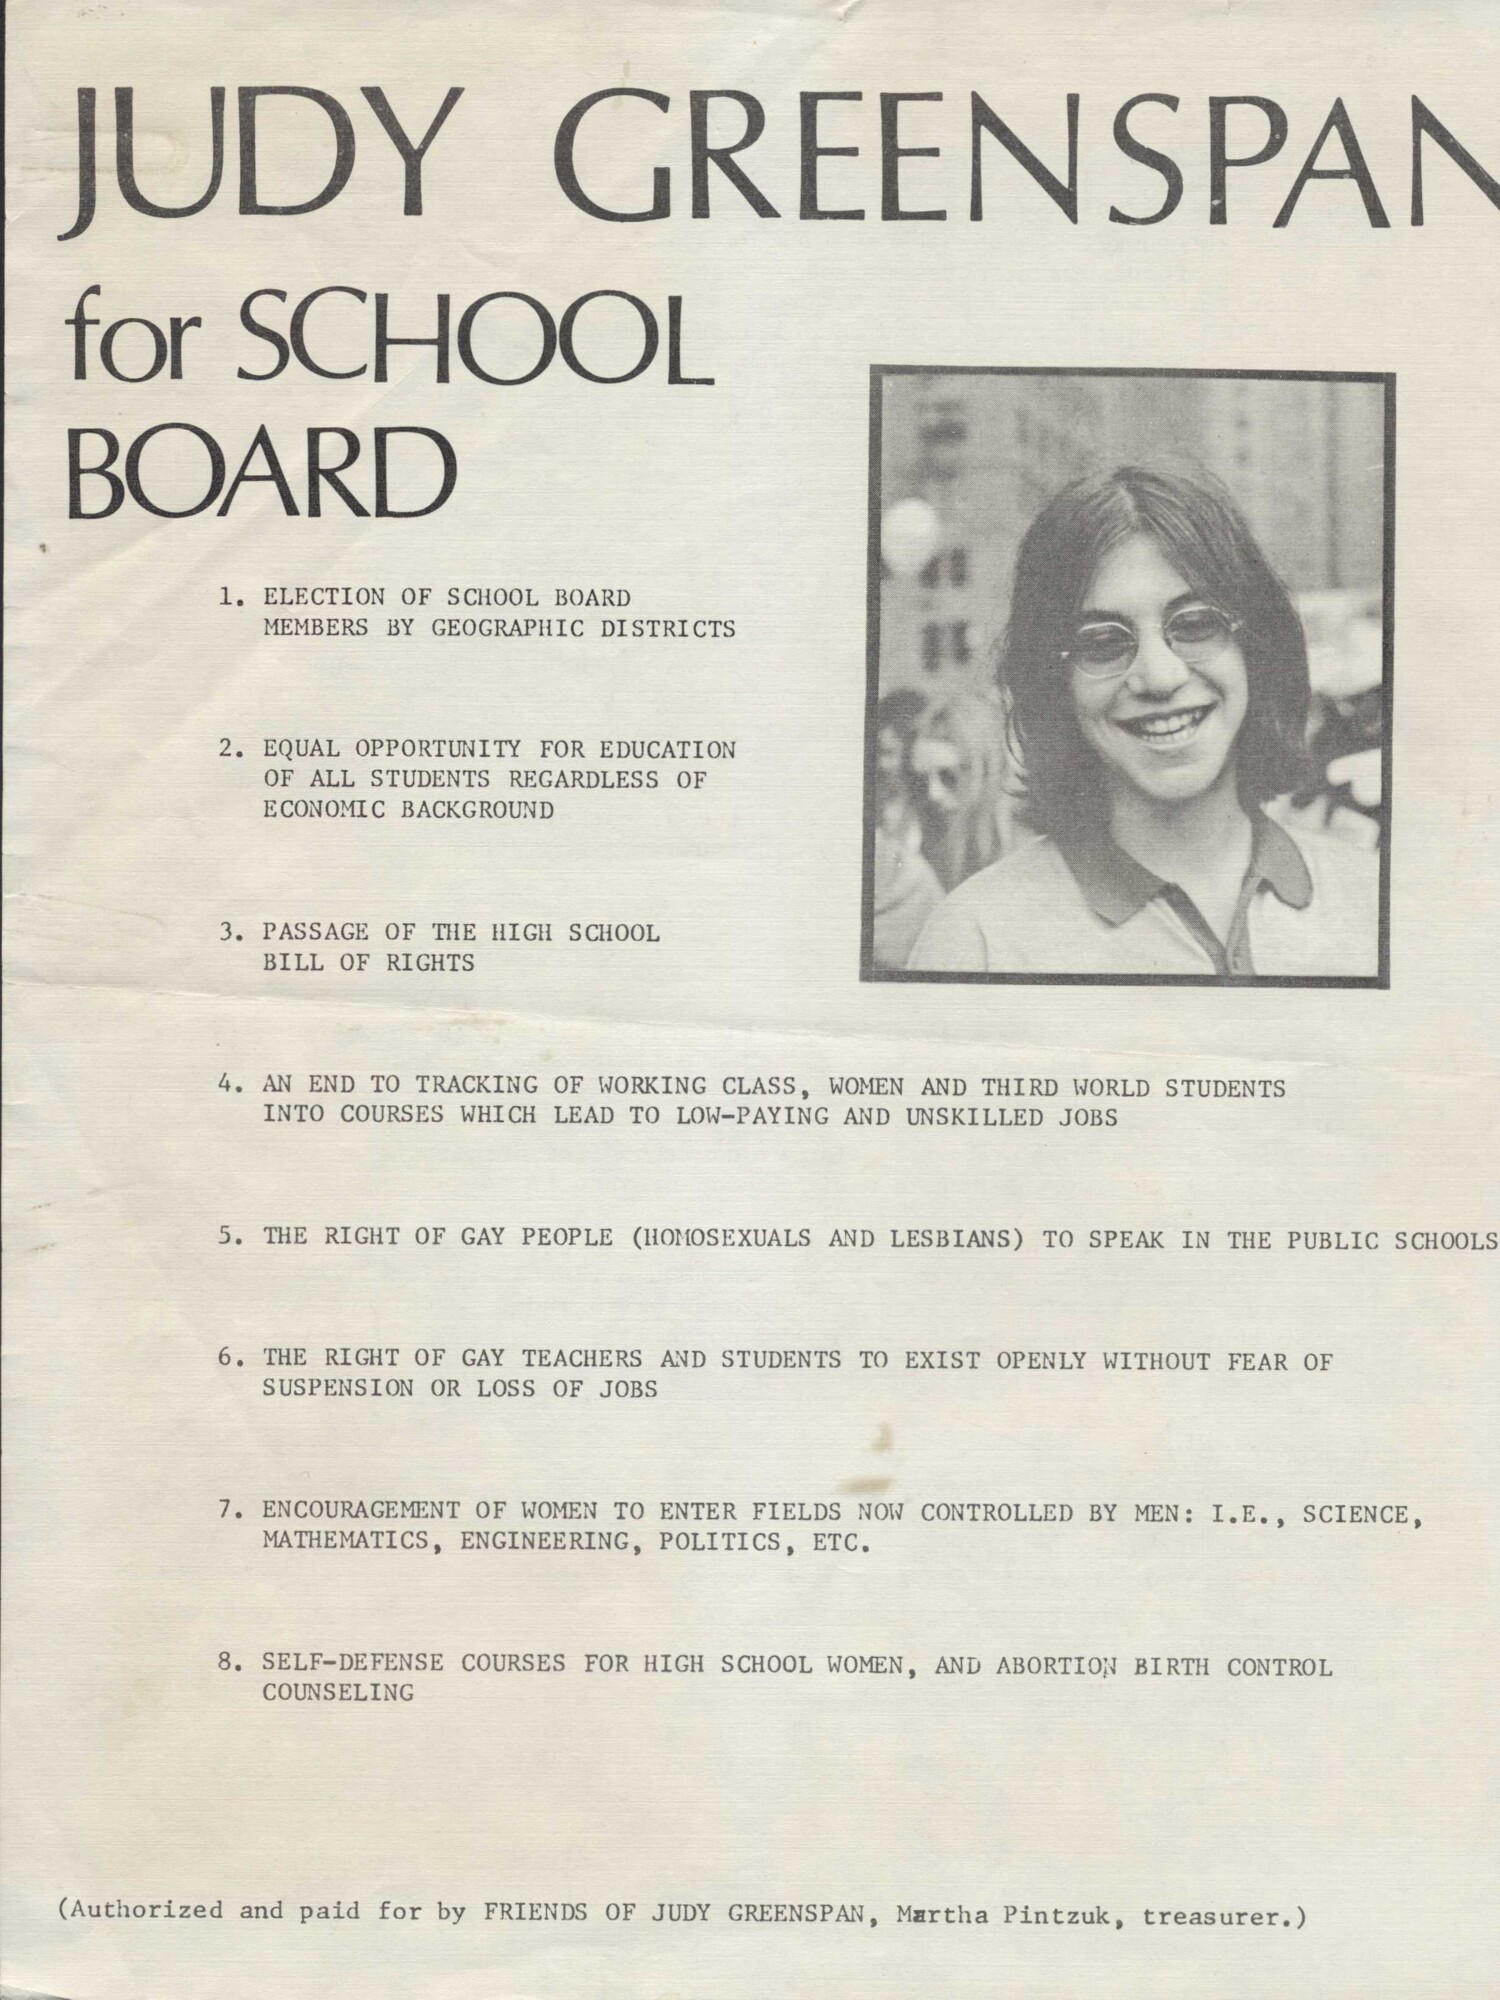 JUDY GREENSPAN
for SCHOOL
BOARD
1. ELECTION OF SCHOOL BOARD
MEMBERS BY GEOGRAPHIC DISTRICTS
2. EQUAL OPPORTUNITY FOR EDUCATION
OF ALL STUDENTS REGARDLESS OF
ECONOMIC BACKGROUND
3. PASSAGE OF THE HIGH SCHOOL
BILL OF RIGHTS
4. AN END TO TRACKING OF WORKING CLASS, WOMEN AND THIRD WORLD STUDENTS
INTO COURSES WHICH LEAD TO LOW-PAYING AND UNSKILLED JOBS
5. THE RIGHT OF GAY PEOPLE (HOMOSEXUALS AND LESBIANS) TO SPEAK IN THE PUBLIC SCHOOLS
6. THE RIGHT OF GAY TEACHERS AND STUDENTS TO EXIST OPENLY WITHOUT FEAR OF
SUSPENSION OR LOSS OF JOBS
7. ENCOURAGEMENT OF WOMEN TO ENTER FIELDS NOW CONTROLLED BY MEN: I.E., SCIENCE,
MATHEMATICS, ENGINEERING, POLITICS, ETC.
8. SELF-DEFENSE COURSES FOR HIGH SCHOOL WOMEN, AND ABORTION BIRTH CONTROL
COUNSELING
(Authorized and paid for by FRIENDS OF JUDY GREENSPAN, Martha Pintzuk, treasurer.)